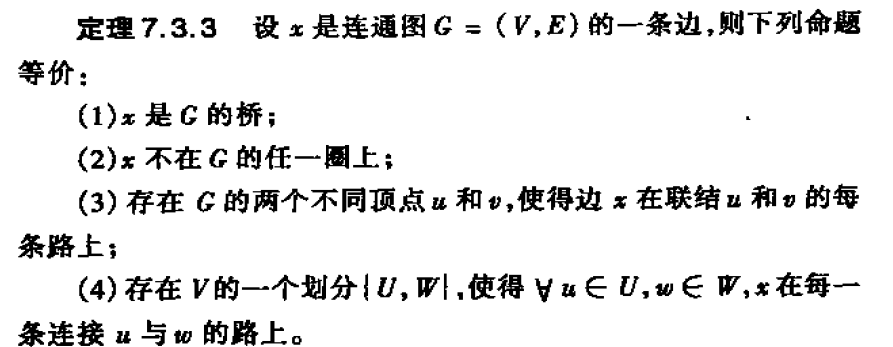 定理7.3.3 设 x 是连通图 G = (V,E) 的一条边,则下列命题
等价:
(1) x 是 G 的桥;
(2) x 不在 G 的任一圈上;
(3) 存在 G 的两个不同顶点 u 和 v,使得边 x 在联结 u 和 v 的每
条路上;
(4) 存在 V 的一个划分{U,W},使得 ∀ u ∈ U, w ∈ W, x 在每一
条连接 u 与 w 的路上。